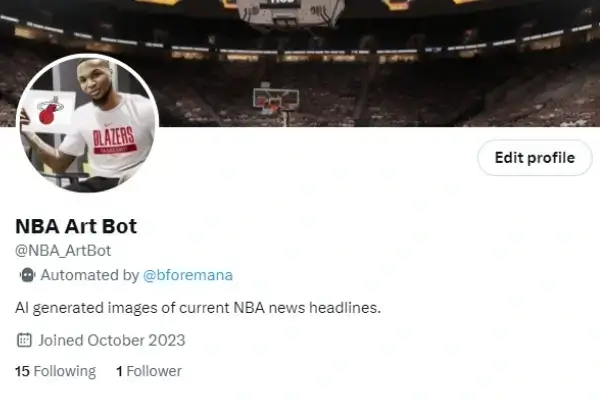 BLAZERS
Edit profile
NBA Art Bot
@NBA_ArtBot
Automated by @bforemana
AI generated images of current NBA news headlines.
Joined October 2023
15 Following 1 Follower